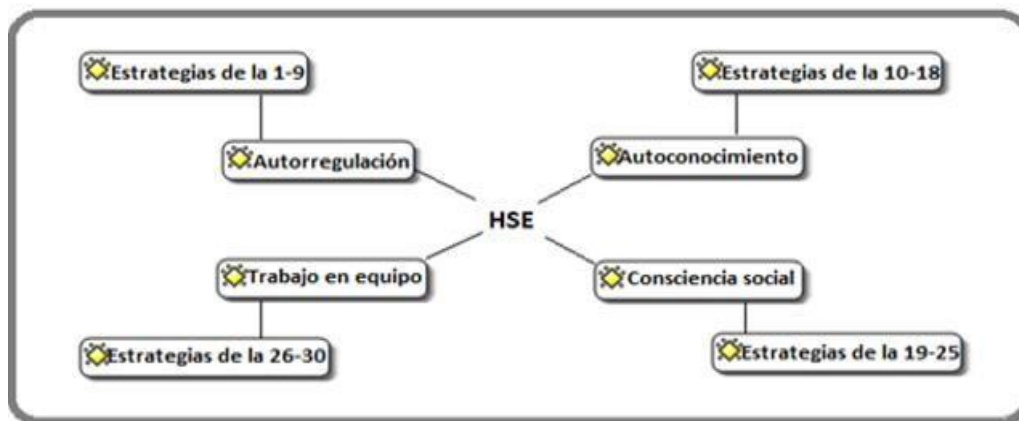 Estrategias de la 1-9
Estrategias de la 10-18
Autorregulación
Autoconocimiento
HSE
Trabajo en equipo
Consciencia social
Estrategias de la 26-30
Estrategias de la 19-25